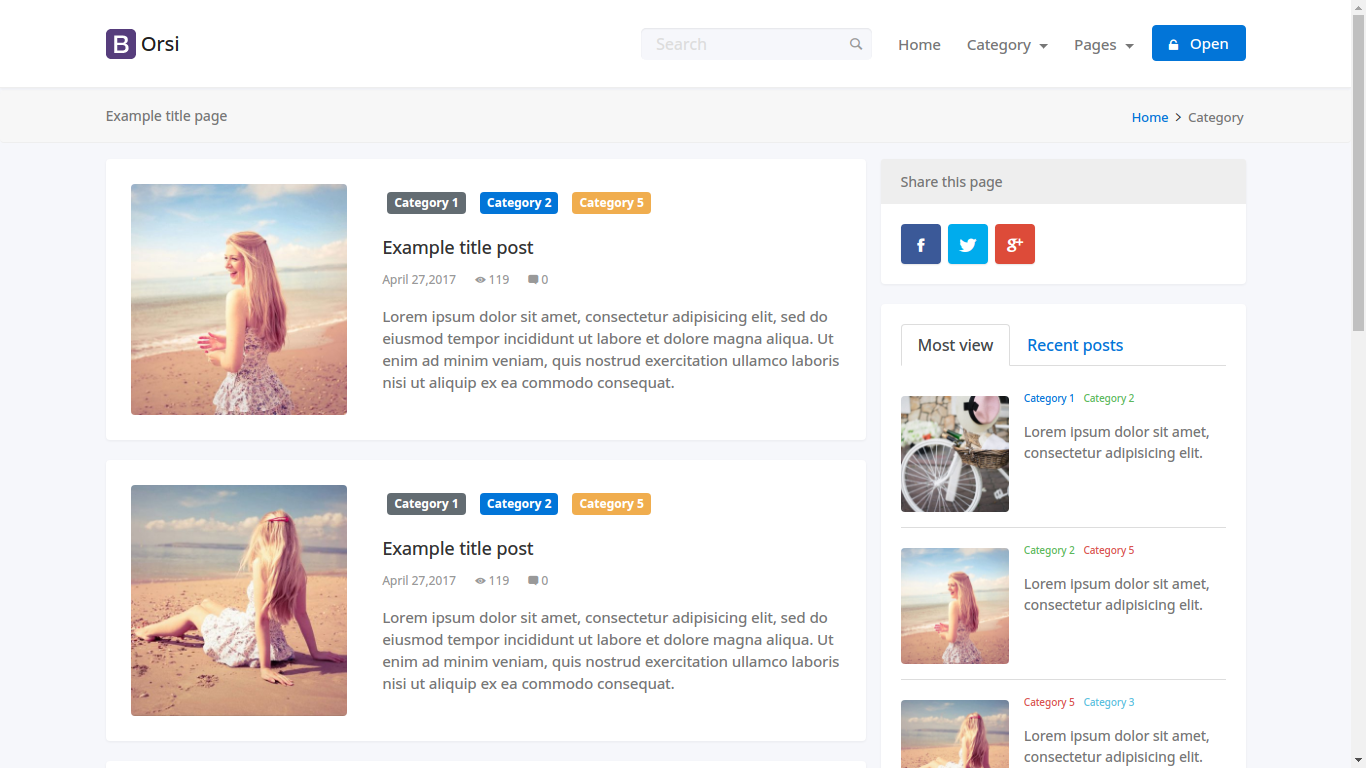 B Orsi
Search
Home
Category
Pages
Open
Example title page
Home > Category
Category 1 Category 2 Category 5
Example title post
April 27,2017 119 0
Lorem ipsum dolor sit amet, consectetur adipisicing elit, sed do
eiusmod tempor incididunt ut labore et dolore magna aliqua. Ut
enim ad minim veniam, quis nostrud exercitation ullamco laboris
nisi ut aliquip ex ea commodo consequat.
Category 1 Category 2 Category 5
Example title post
April 27,2017 119 0
Lorem ipsum dolor sit amet, consectetur adipisicing elit, sed do
eiusmod tempor incididunt ut labore et dolore magna aliqua. Ut
enim ad minim veniam, quis nostrud exercitation ullamco laboris
nisi ut aliquip ex ea commodo consequat.
Share this page
Most view Recent posts
Category 1 Category 2
Lorem ipsum dolor sit amet,
consectetur adipisicing elit.
Category 2 Category 5
Lorem ipsum dolor sit amet,
consectetur adipisicing elit.
Category 5 Category 3
Lorem ipsum dolor sit amet,
consectetur adipisicing elit.